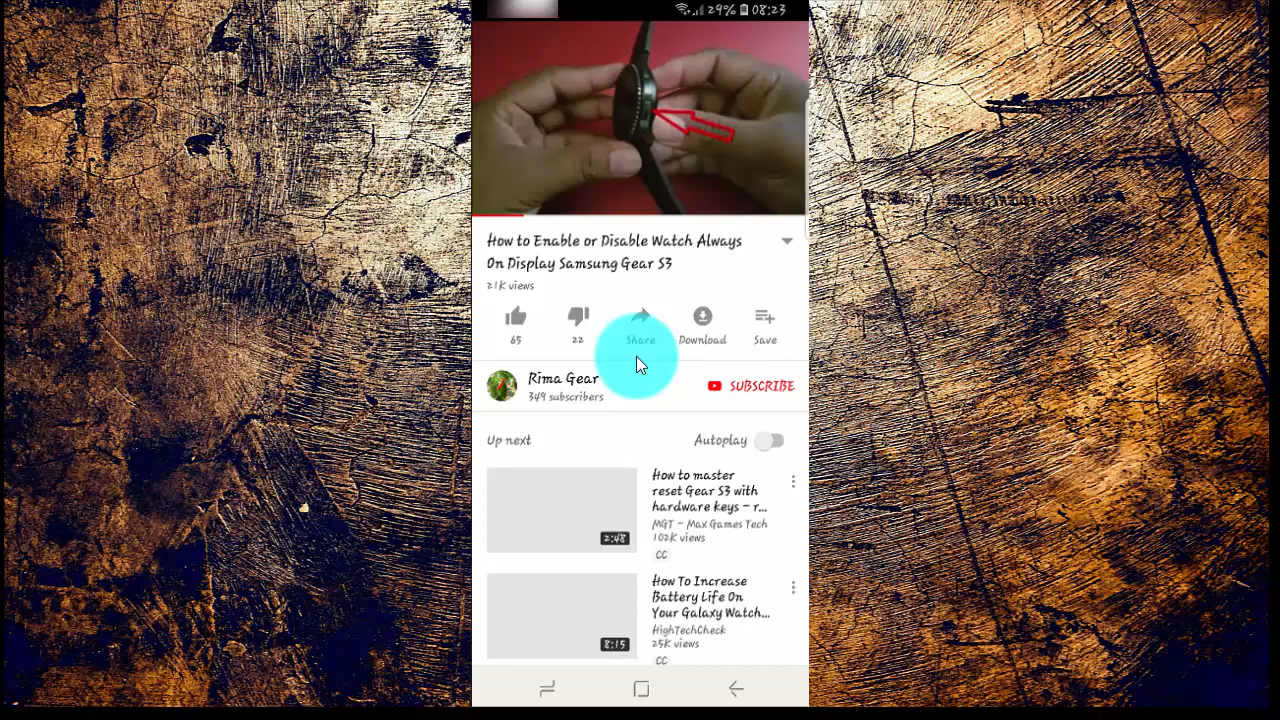 29% 08:23
How to Enable or Disable Watch Always
On Display Samsung Gear S3
21K views
65
22
Share
Download
Save
Rima Gear
349 subscribers
SUBSCRIBE
Up next
Autoplay
How to master
reset Gear S3 with
hardware keys - r...
MGT - Max Games Tech
102K views
CC
2:48
How To Increase
Battery Life On
Your Galaxy Watch...
HighTechCheck
25K views
CC
8:15